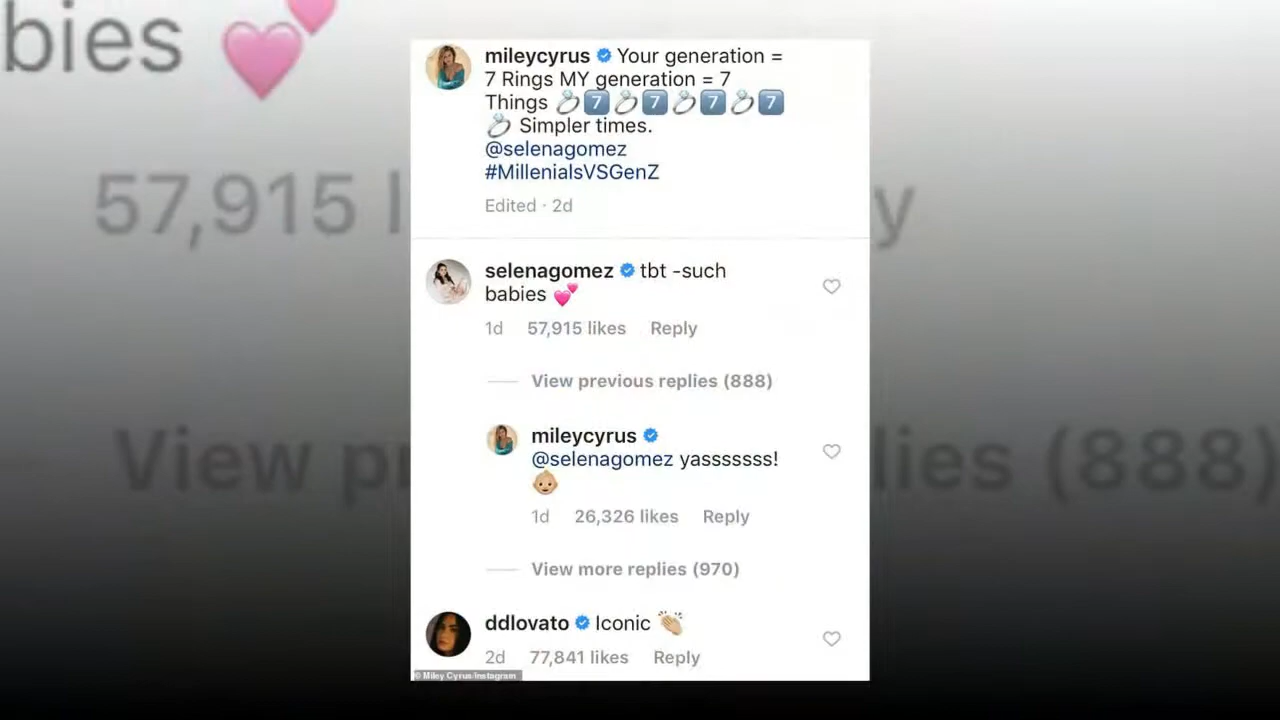 bies 💕
57,915 l
y
View pr
lies (888)
mileycyrus Your generation =
7 Rings MY generation = 7
Things 💍7️⃣💍7️⃣💍7️⃣💍7️⃣
💍 Simpler times.
@selenagomez
#MillenialsVSGenZ
Edited · 2d
selenagomez tbt -such
babies 💕
1d 57,915 likes Reply
View previous replies (888)
mileycyrus
@selenagomez yasssssss!
👶🏼
1d 26,326 likes Reply
View more replies (970)
ddlovato Iconic 👏🏼
2d 77,841 likes Reply
© Miley Cyrus/Instagram